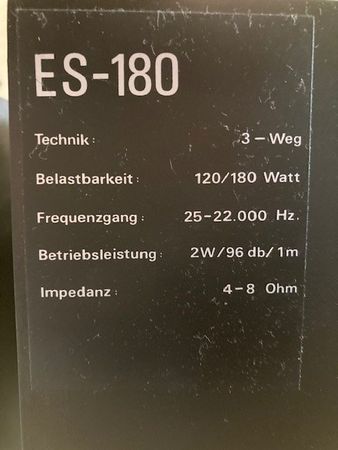 ES-180
Technik: 3-Weg
Belastbarkeit: 120/180 Watt
Frequenzgang: 25-22.000 Hz.
Betriebsleistung: 2W/96 db/1m
Impedanz: 4-8 Ohm